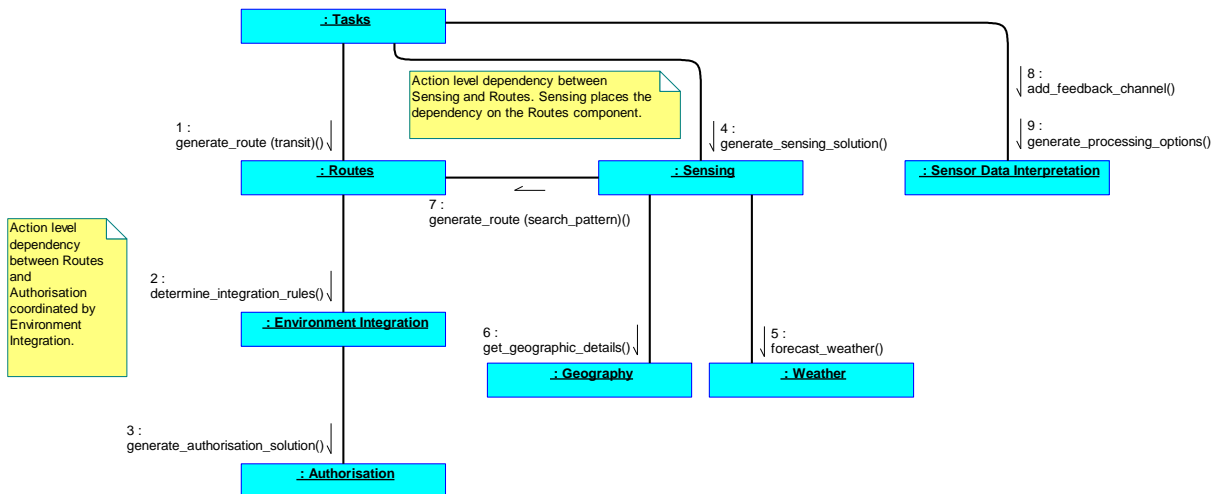 : Tasks
Action level dependency between
Sensing and Routes. Sensing places the
dependency on the Routes component.
8 :
add_feedback_channel()
1 :
generate_route (transit)()
4 :
generate_sensing_solution()
9 :
generate_processing_options()
: Routes
: Sensing
: Sensor Data Interpretation
7 :
generate_route (search_pattern)()
Action level
dependency
between Routes
and
Authorisation
coordinated by
Environment
Integration.
2 :
determine_integration_rules()
: Environment Integration
6 :
get_geographic_details()
5 :
forecast_weather()
: Geography
: Weather
3 :
generate_authorisation_solution()
: Authorisation